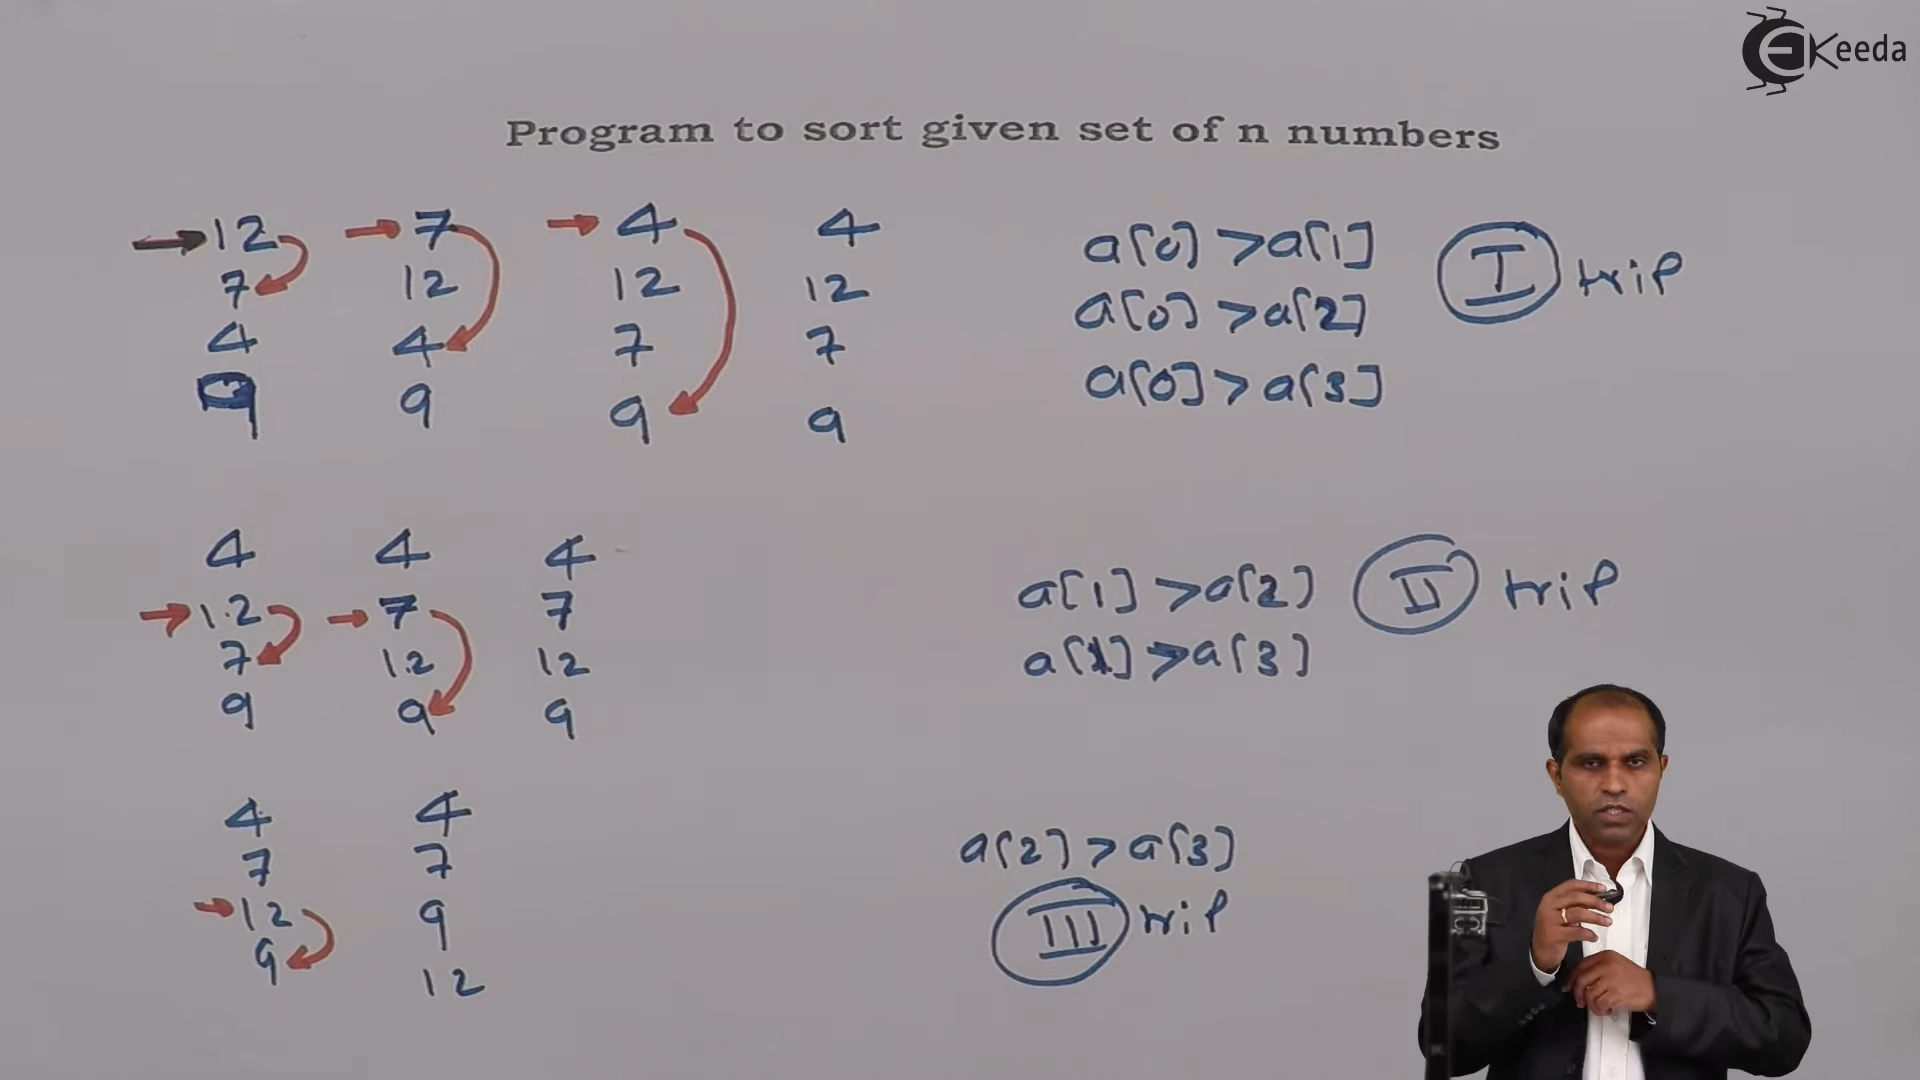 EKeeda
Program to sort given set of n numbers
12 7 4 4
7 12 12 12
4 4 7 7
9 9 9 9
a[0] > a[1]
a[0] > a[2]
a[0] > a[3]
I trip
4 4 4
12 7 7
7 12 12
9 9 9
a[1] > a[2]
a[1] > a[3]
II trip
4 4
7 7
12 9
9 12
a[2] > a[3]
III trip